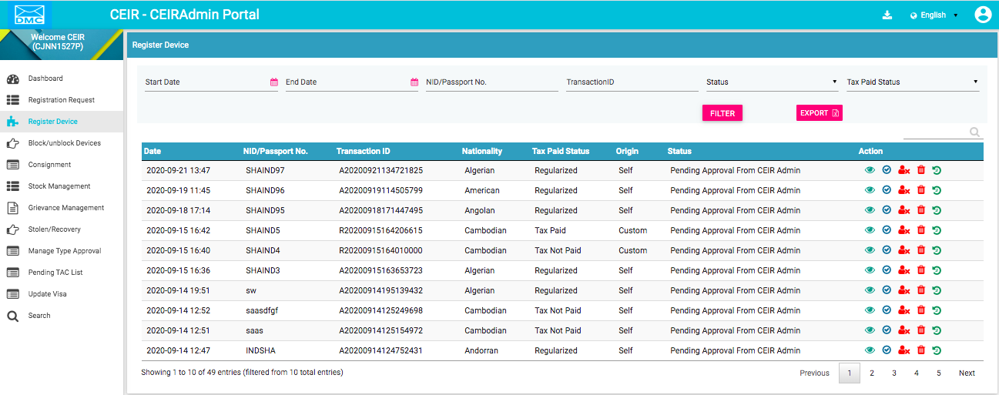 DMC
CEIR - CEIRAdmin Portal
English
Welcome CEIR
(CJNN1527P)
Dashboard
Registration Request
Register Device
Block/unblock Devices
Consignment
Stock Management
Grievance Management
Stolen/Recovery
Manage Type Approval
Pending TAC List
Update Visa
Search
Register Device
Start Date End Date NID/Passport No. TransactionID Status Tax Paid Status
FILTER EXPORT
Date NID/Passport No. Transaction ID Nationality Tax Paid Status Origin Status Action
2020-09-21 13:47 SHAIND97 A20200921134721825 Algerian Regularized Self Pending Approval From CEIR Admin
2020-09-19 11:45 SHAIND96 A20200919114505799 American Regularized Self Pending Approval From CEIR Admin
2020-09-18 17:14 SHAIND95 A20200918171447495 Angolan Regularized Self Pending Approval From CEIR Admin
2020-09-15 16:42 SHAIND5 R20200915164206615 Cambodian Tax Paid Custom Pending Approval From CEIR Admin
2020-09-15 16:40 SHAIND4 R20200915164010000 Cambodian Tax Not Paid Custom Pending Approval From CEIR Admin
2020-09-15 16:36 SHAIND3 A20200915163653723 Algerian Regularized Self Pending Approval From CEIR Admin
2020-09-14 19:51 sw A20200914195139432 Algerian Regularized Self Pending Approval From CEIR Admin
2020-09-14 12:52 saasdfgf A20200914125249698 Cambodian Tax Not Paid Self Pending Approval From CEIR Admin
2020-09-14 12:51 saas A20200914125154972 Cambodian Tax Not Paid Self Pending Approval From CEIR Admin
2020-09-14 12:47 INDSHA A20200914124752431 Andorran Regularized Self Pending Approval From CEIR Admin
Showing 1 to 10 of 49 entries (filtered from 10 total entries)
Previous 1 2 3 4 5 Next